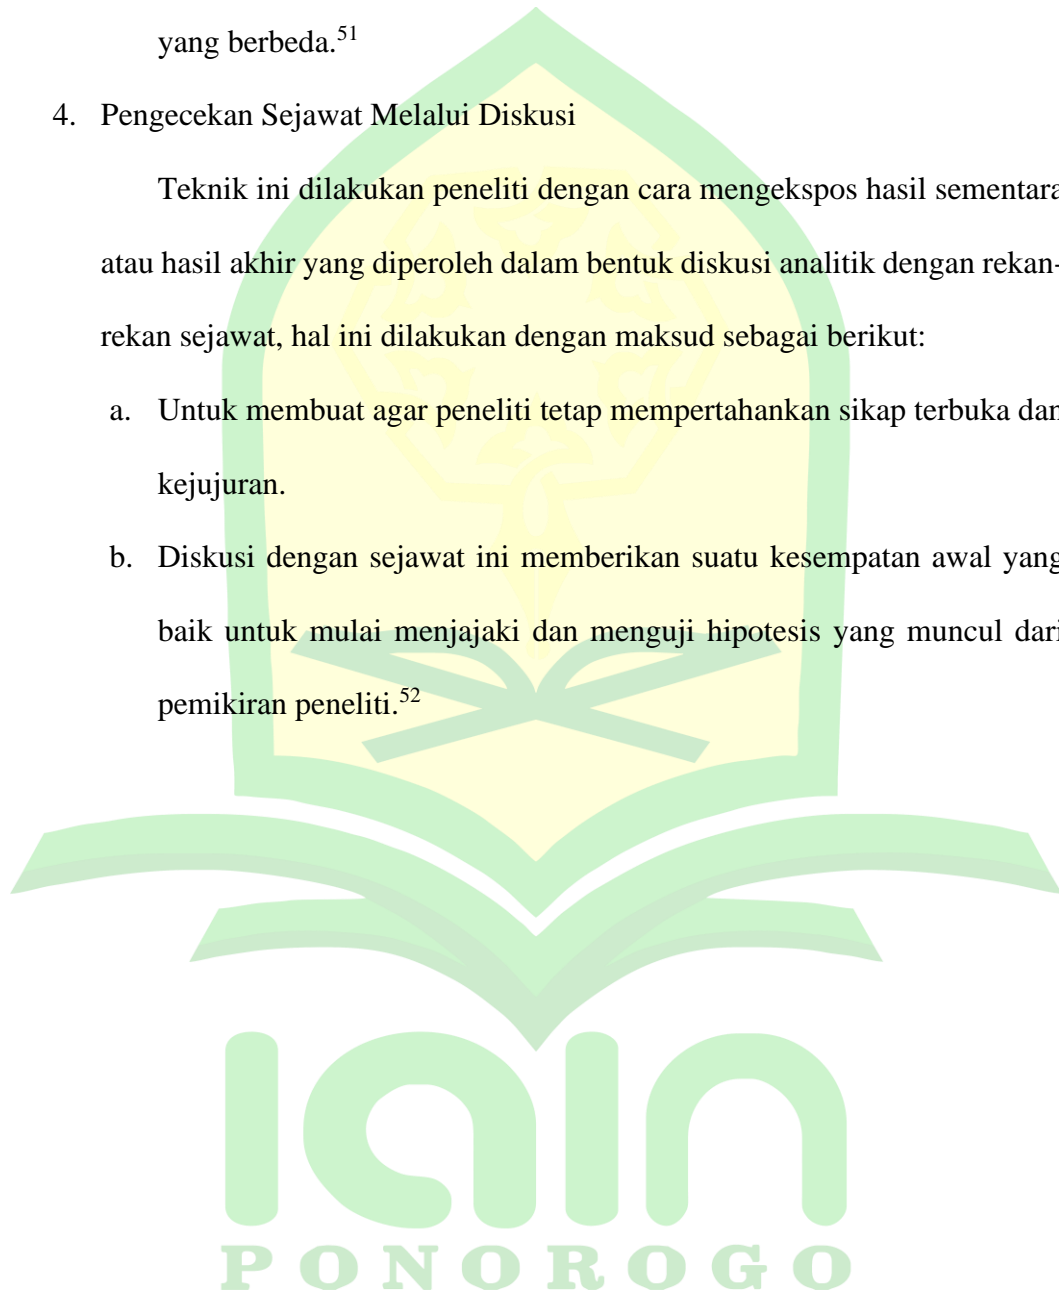 yang berbeda.51
4. Pengecekan Sejawat Melalui Diskusi
Teknik ini dilakukan peneliti dengan cara mengekspos hasil sementara
atau hasil akhir yang diperoleh dalam bentuk diskusi analitik dengan rekan-
rekan sejawat, hal ini dilakukan dengan maksud sebagai berikut:
a. Untuk membuat agar peneliti tetap mempertahankan sikap terbuka dan
kejujuran.
b. Diskusi dengan sejawat ini memberikan suatu kesempatan awal yang
baik untuk mulai menjajaki dan menguji hipotesis yang muncul dari
pemikiran peneliti.52
IAIN
PONOROGO